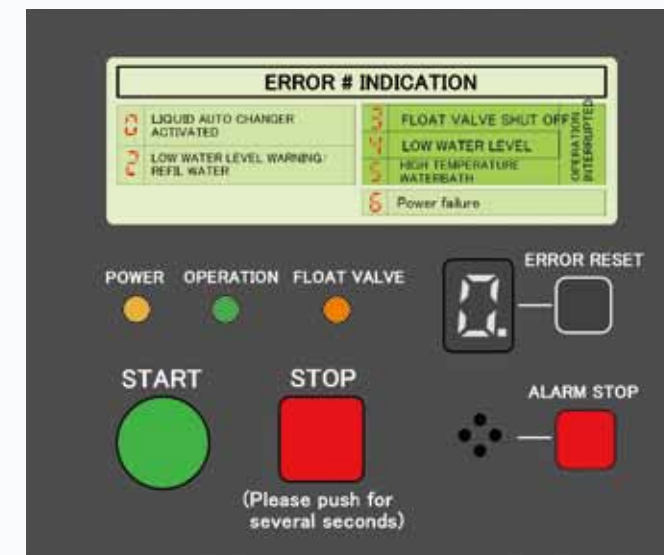 ERROR # INDICATION
0 LIQUID AUTO CHANGER
ACTIVATED
2 LOW WATER LEVEL WARNING/
REFIL WATER
3 FLOAT VALVE SHUT OFF
4 LOW WATER LEVEL
5 HIGH TEMPERATURE
WATERBATH
OPERATION
INTERRUPTED
6 Power failure
POWER OPERATION FLOAT VALVE
0.
ERROR RESET
START STOP
ALARM STOP
(Please push for
several seconds)